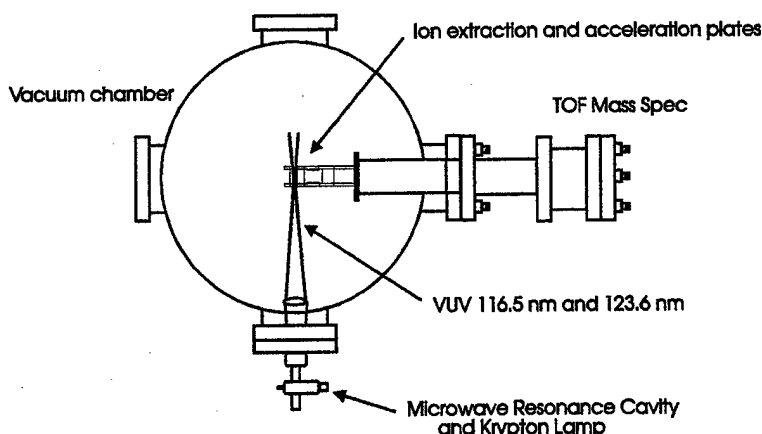 Ion extraction and acceleration plates
Vacuum chamber
TOF Mass Spec
VUV 116.5 nm and 123.6 nm
Microwave Resonance Cavity
and Krypton Lamp